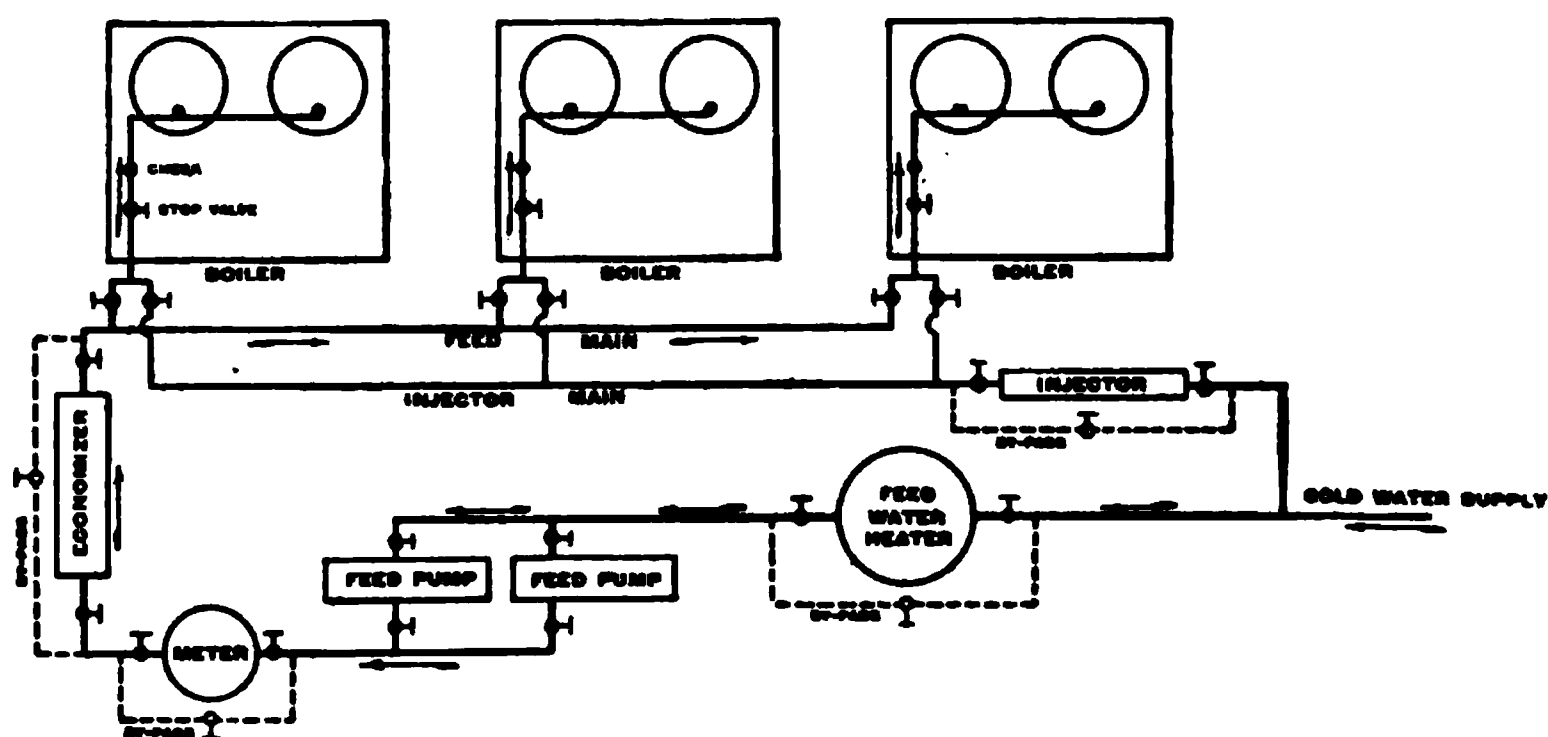 CHECK
STOP VALVE
BOILER
BOILER
BOILER
FEED MAIN
INJECTOR MAIN
INJECTOR
BY-PASS
ECONOMIZER
BY-PASS
FEED WATER HEATER
COLD WATER SUPPLY
FEED PUMP
FEED PUMP
BY-PASS
METER
BY-PASS